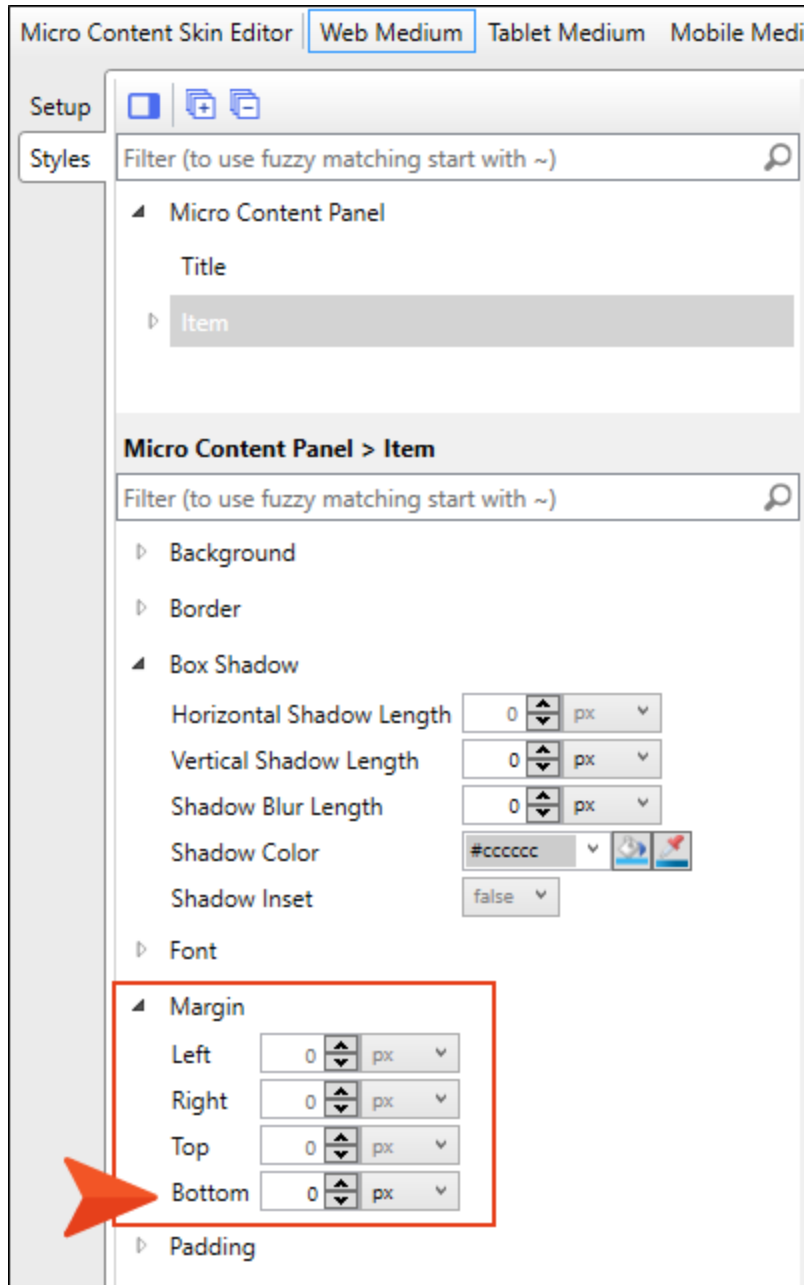 Micro Content Skin Editor Web Medium Tablet Medium Mobile Medi
Setup
Styles Filter (to use fuzzy matching start with ~)
Micro Content Panel
Title
Item
Micro Content Panel > Item
Filter (to use fuzzy matching start with ~)
Background
Border
Box Shadow
Horizontal Shadow Length 0 px
Vertical Shadow Length 0 px
Shadow Blur Length 0 px
Shadow Color #cccccc
Shadow Inset false
Font
Margin
Left 0 px
Right 0 px
Top 0 px
Bottom 0 px
Padding